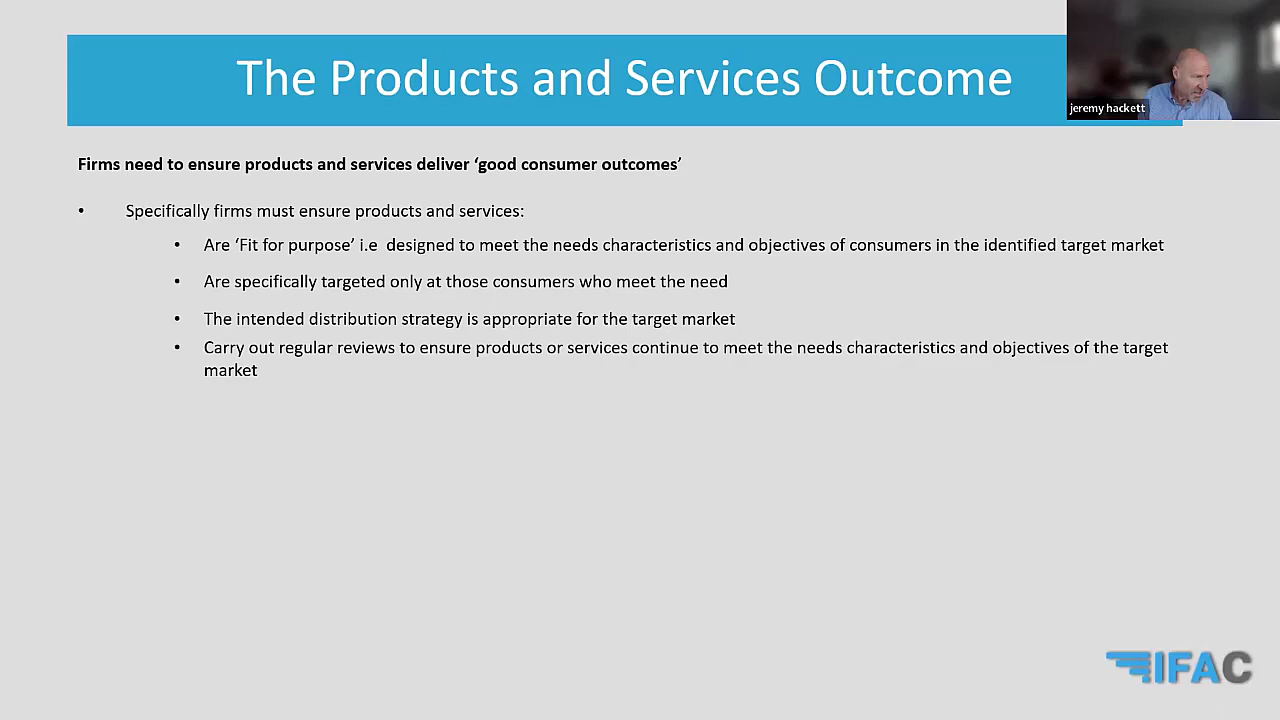 The Products and Services Outcome
jeremy hackett
Firms need to ensure products and services deliver ‘good consumer outcomes’
• Specifically firms must ensure products and services:
• Are ‘Fit for purpose’ i.e  designed to meet the needs characteristics and objectives of consumers in the identified target market
• Are specifically targeted only at those consumers who meet the need
• The intended distribution strategy is appropriate for the target market
• Carry out regular reviews to ensure products or services continue to meet the needs characteristics and objectives of the target
market
IFAC